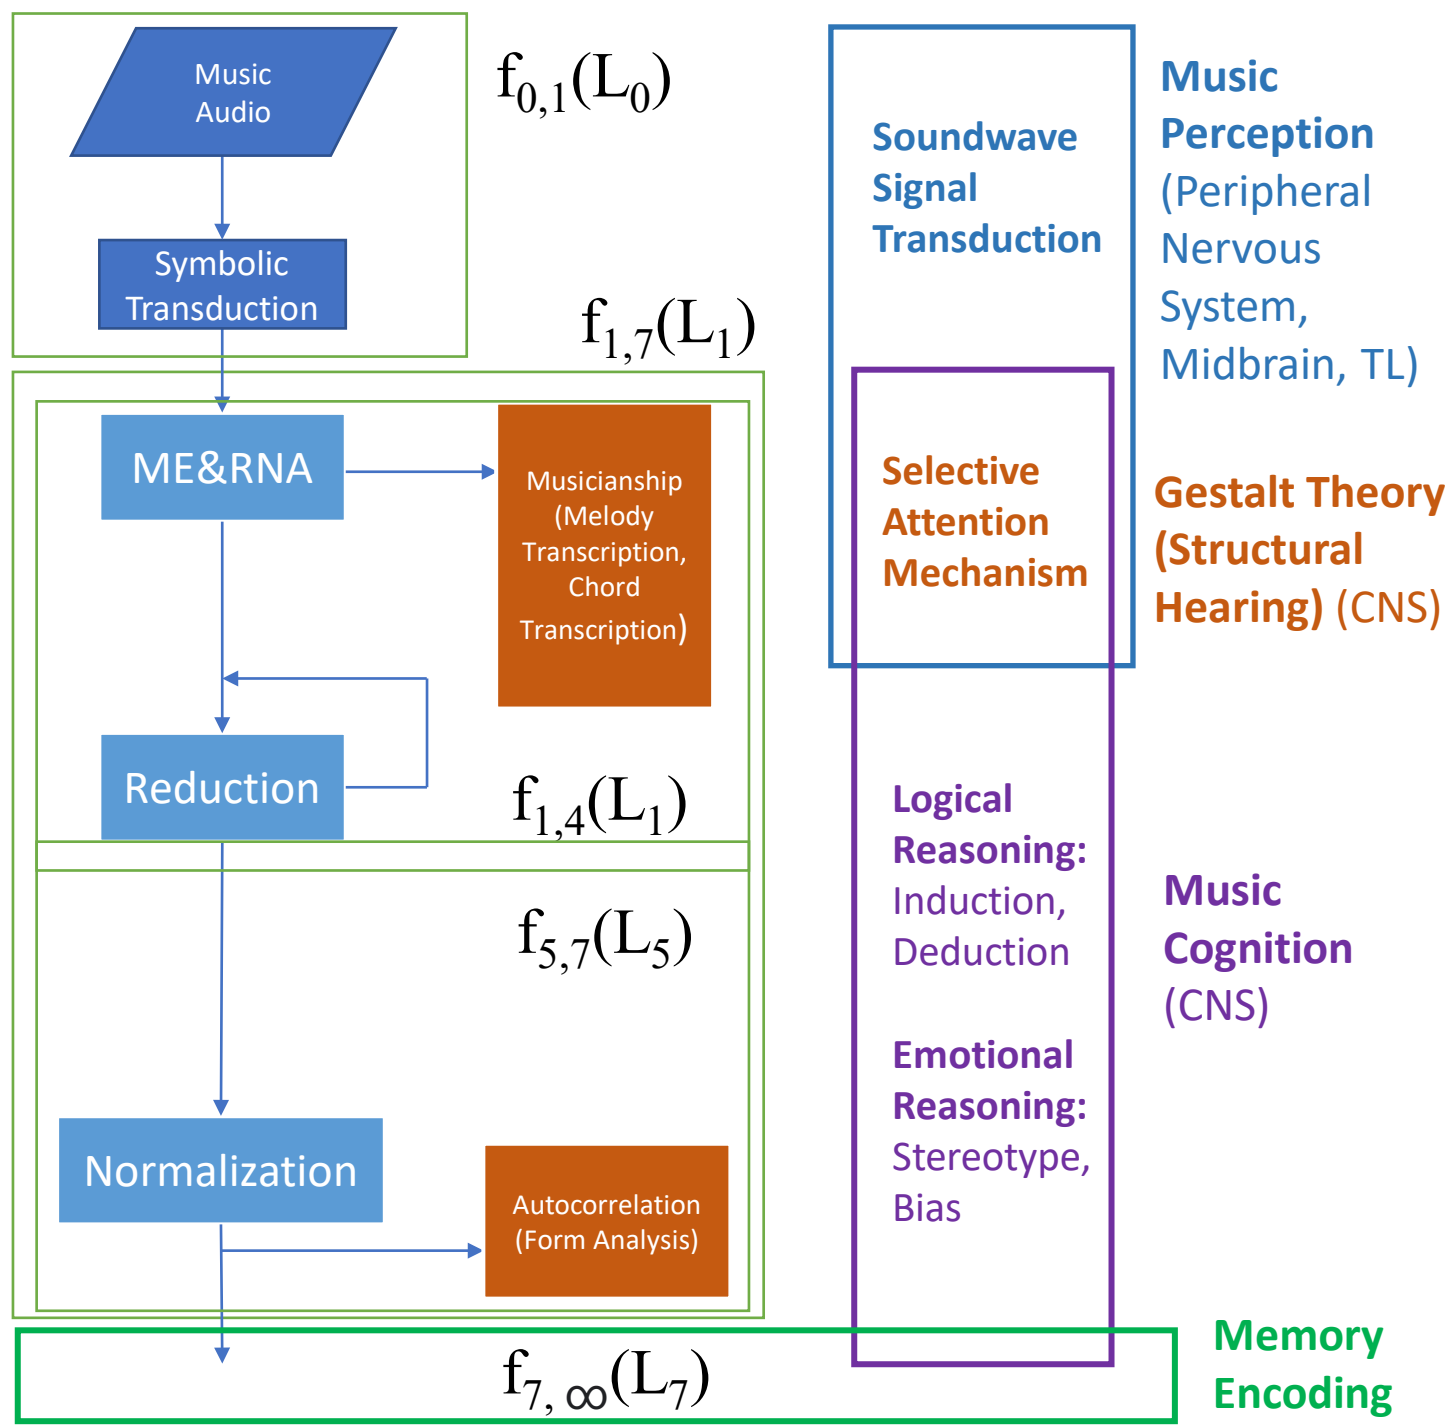 Music
Audio
f0,1(L0)
Symbolic
Transduction
f1,7(L1)
ME&RNA
Musicianship
(Melody
Transcription,
Chord
Transcription)
Reduction
f1,4(L1)
f5,7(L5)
Normalization
Autocorrelation
(Form Analysis)
f7, ∞(L7)
Soundwave
Signal
Transduction
Selective
Attention
Mechanism
Logical
Reasoning:
Induction,
Deduction
Emotional
Reasoning:
Stereotype,
Bias
Music
Perception
(Peripheral
Nervous
System,
Midbrain, TL)
Gestalt Theory
(Structural
Hearing) (CNS)
Music
Cognition
(CNS)
Memory
Encoding